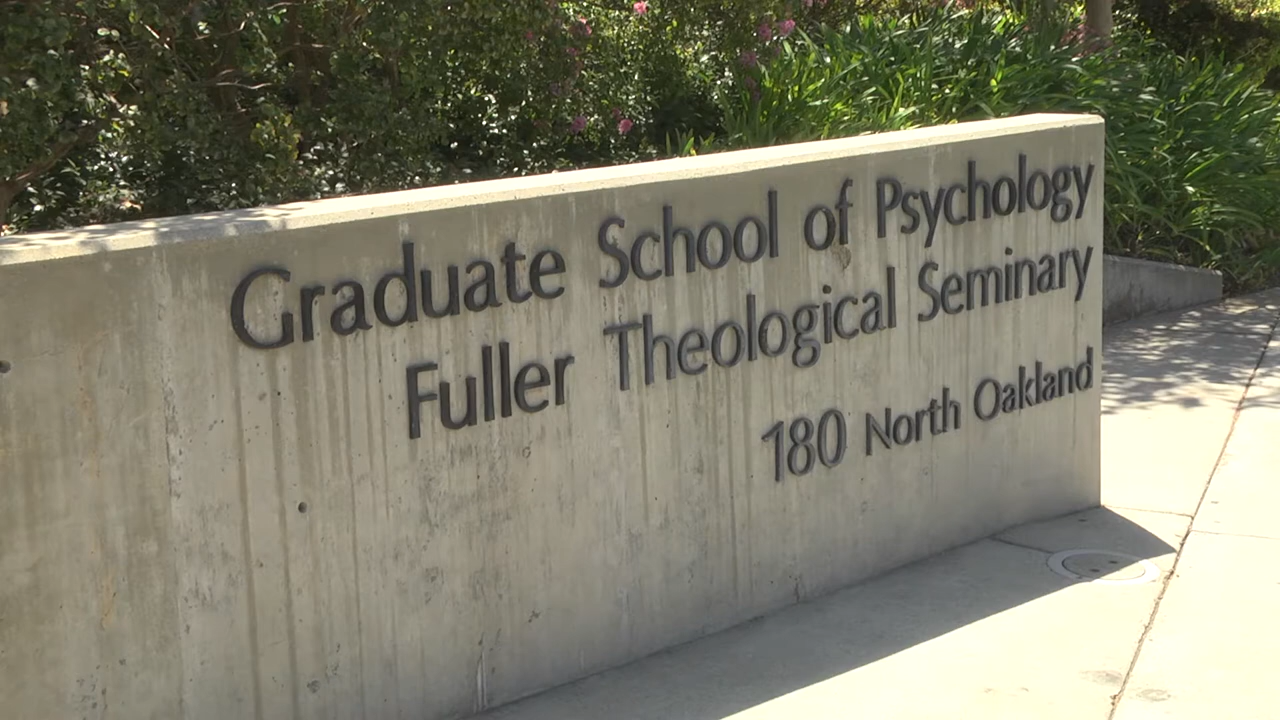 Graduate School of Psychology
Fuller Theological Seminary
180 North Oakland